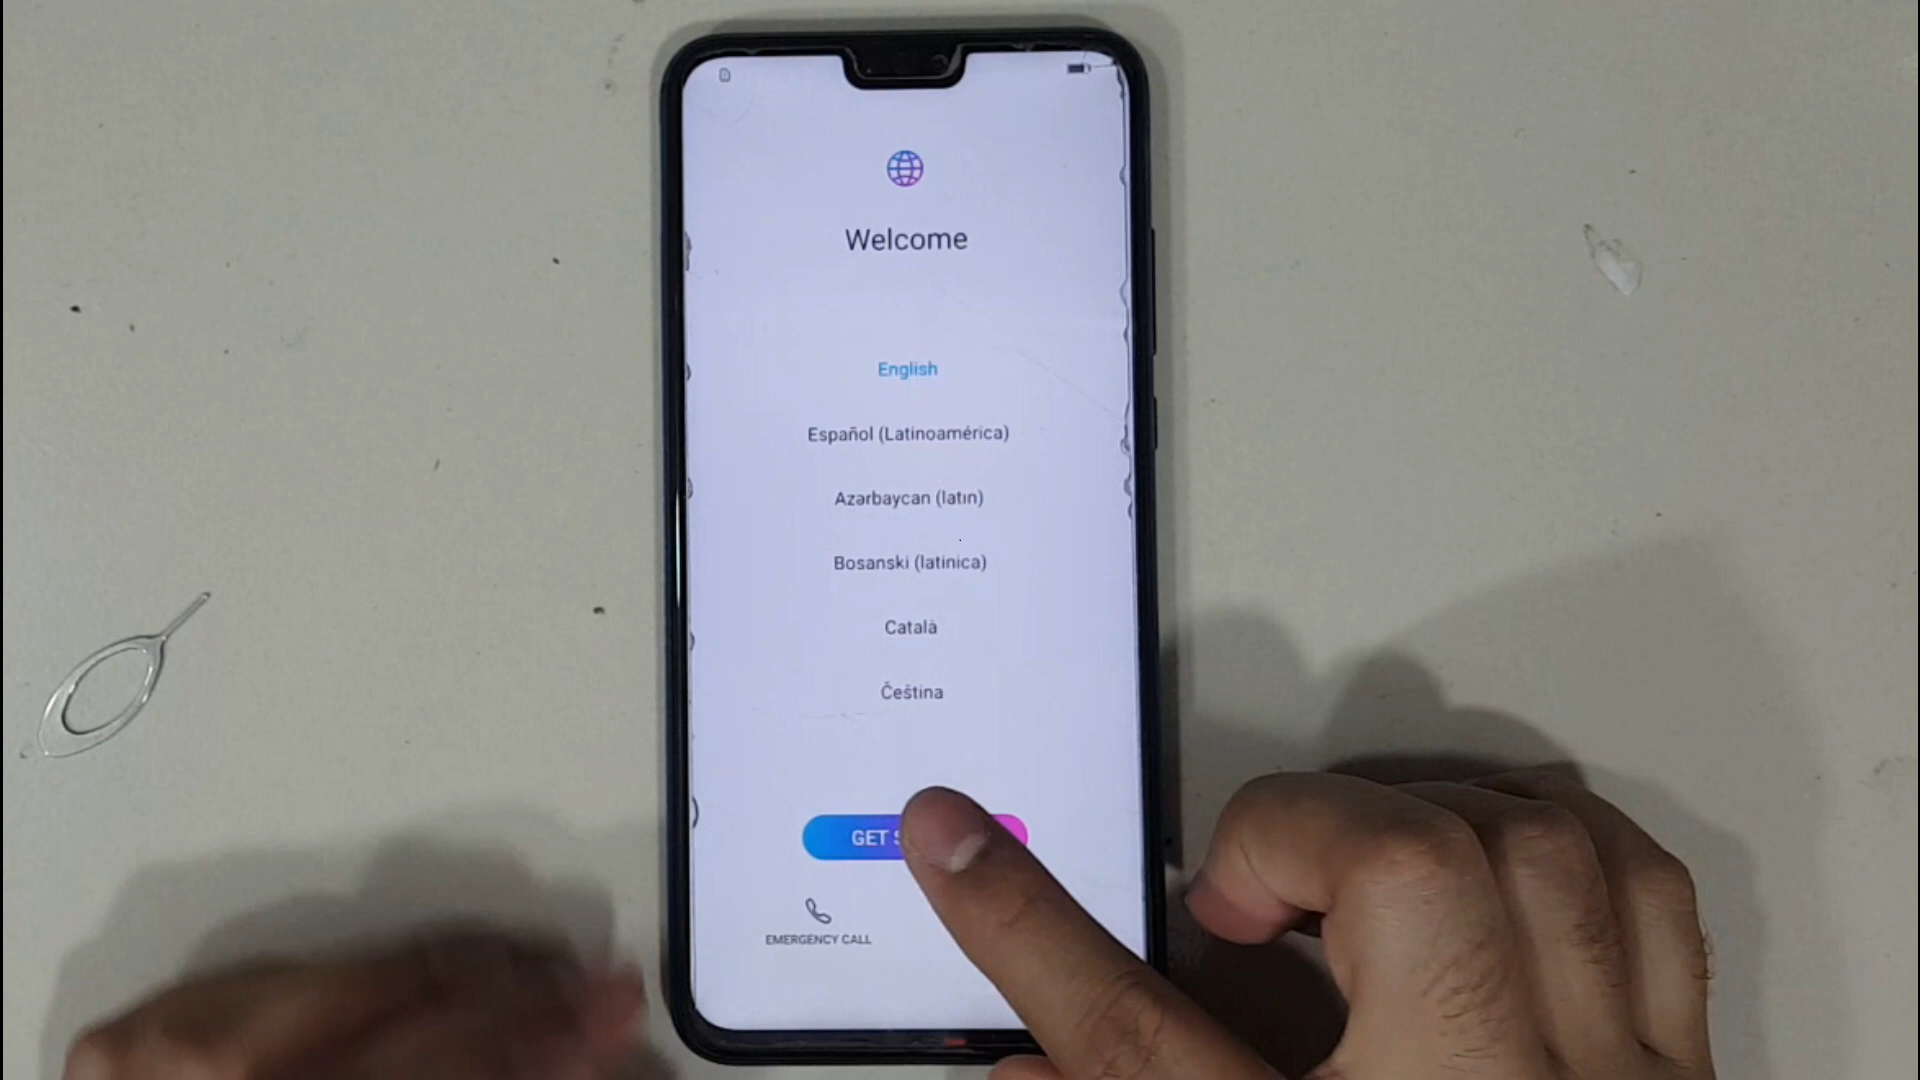 Welcome
English
Español (Latinoamérica)
Azərbaycan (latın)
Bosanski (latinica)
Català
Čeština
GET
EMERGENCY CALL